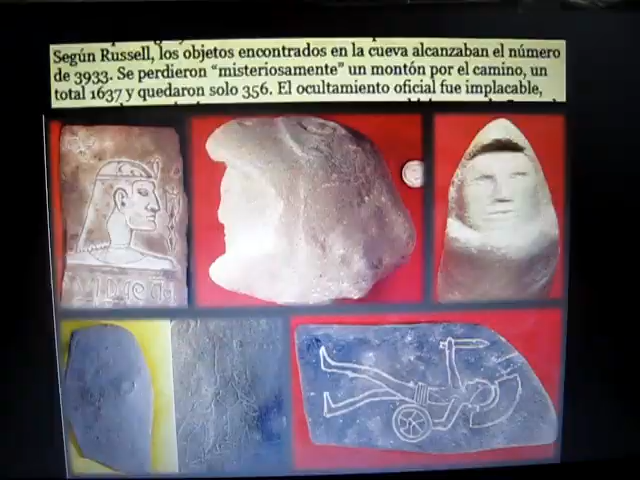 Según Russell, los objetos encontrados en la cueva alcanzaban el número
de 3933. Se perdieron “misteriosamente” un montón por el camino, un
total 1637 y quedaron solo 356. El ocultamiento oficial fue implacable,